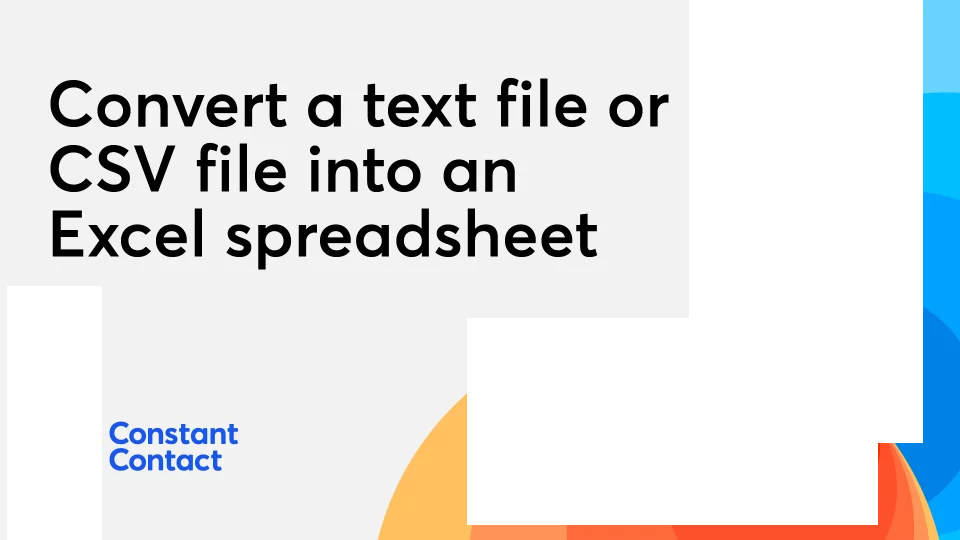 Convert a text file or
CSV file into an
Excel spreadsheet
Constant
Contact